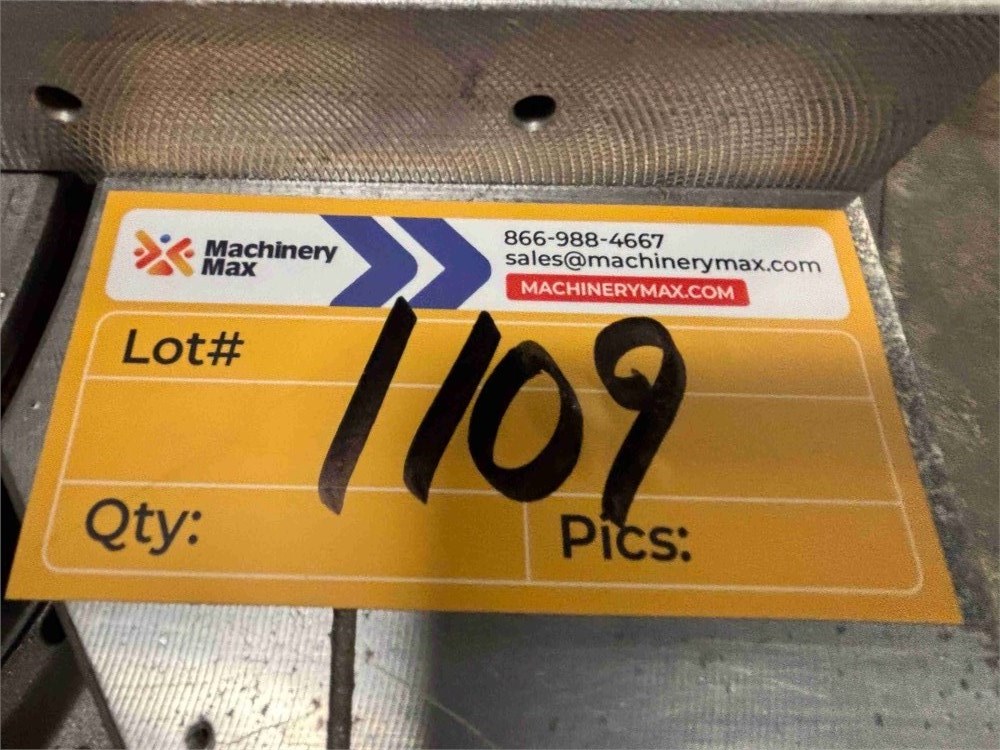 Machinery
Max
866-988-4667
sales@machinerymax.com
MACHINERYMAX.COM
Lot#
1109
Qty:
Pics: